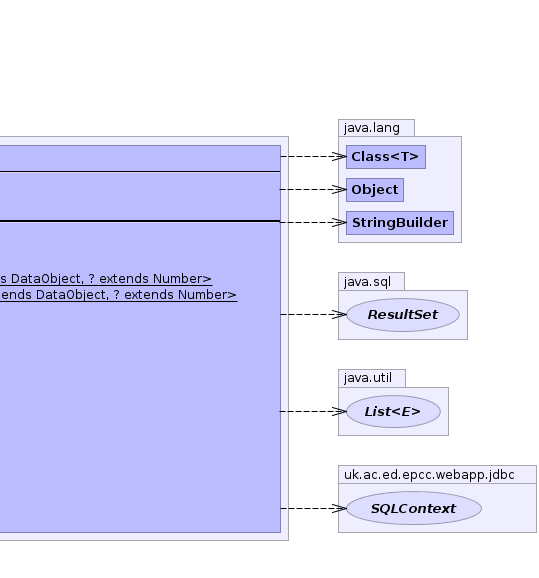 java.lang
Class<T>
Object
StringBuilder
s DataObject, ? extends Number>
ends DataObject, ? extends Number>
java.sql
ResultSet
java.util
List<E>
uk.ac.ed.epcc.webapp.jdbc
SQLContext